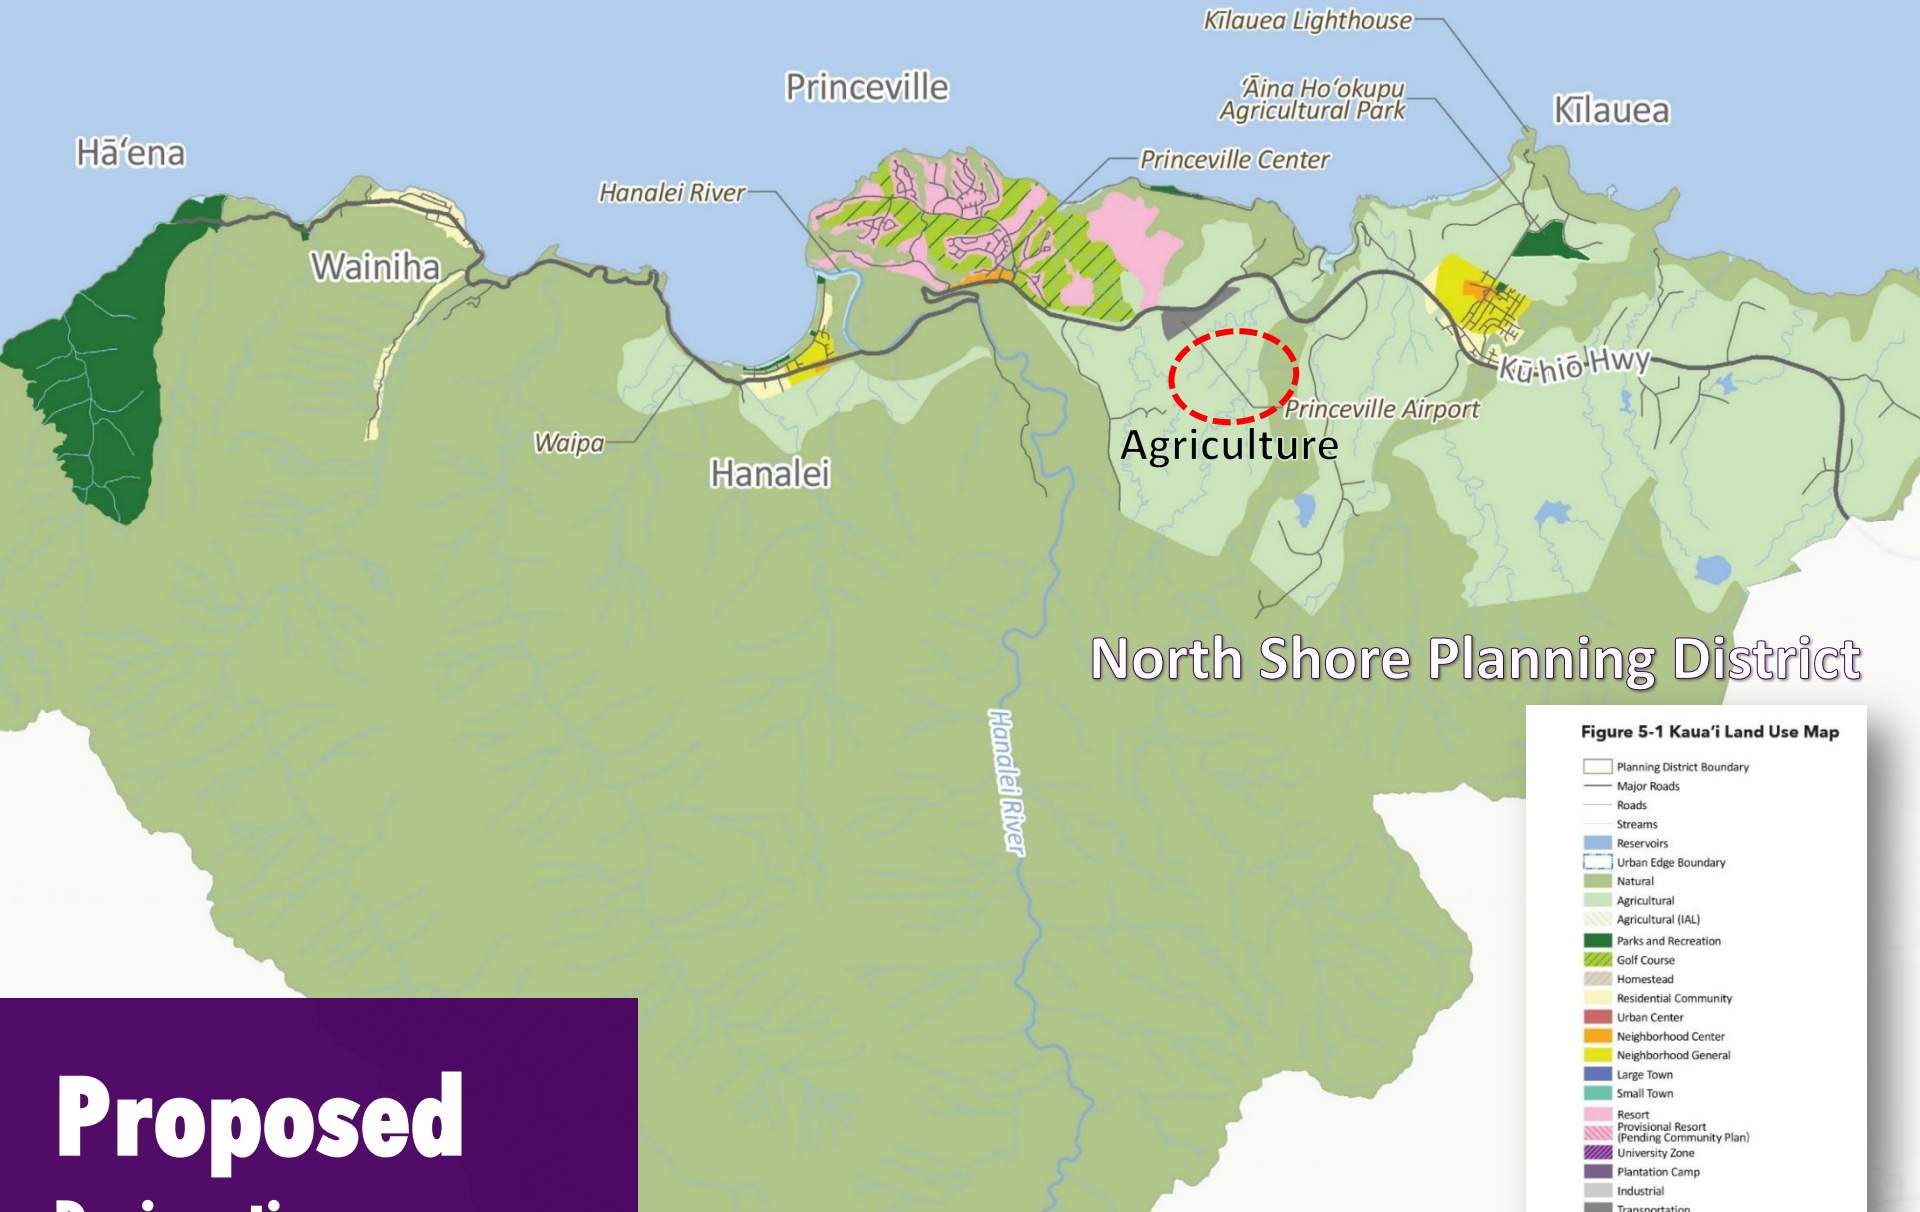 Kīlauea Lighthouse
ʻĀina Hoʻokupu
Agricultural Park
Kīlauea
Princeville
Princeville Center
Hāʻena
Hanalei River
Wainiha
Kūhiō Hwy
Princeville Airport
Agriculture
Waipa
Hanalei
North Shore Planning District
Hanalei River
Figure 5-1 Kauaʻi Land Use Map
Planning District Boundary
Major Roads
Roads
Streams
Reservoirs
Urban Edge Boundary
Natural
Agricultural
Agricultural (IAL)
Parks and Recreation
Golf Course
Homestead
Residential Community
Urban Center
Neighborhood Center
Neighborhood General
Large Town
Small Town
Resort
Provisional Resort
(Pending Community Plan)
University Zone
Plantation Camp
Industrial
Transportation
Proposed